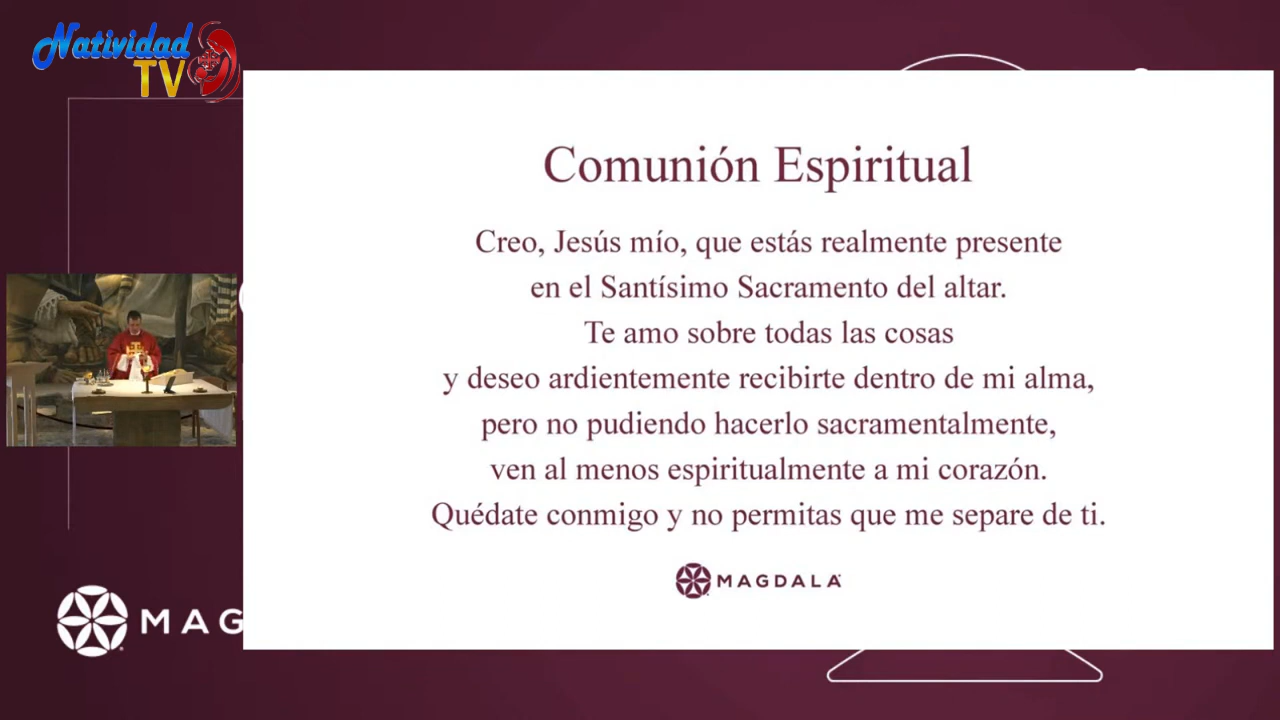 Natividad
TV
Comunión Espiritual
Creo, Jesús mío, que estás realmente presente
en el Santísimo Sacramento del altar.
Te amo sobre todas las cosas
y deseo ardientemente recibirte dentro de mi alma,
pero no pudiendo hacerlo sacramentalmente,
ven al menos espiritualmente a mi corazón.
Quédate conmigo y no permitas que me separe de ti.
MAGDALA
MAG